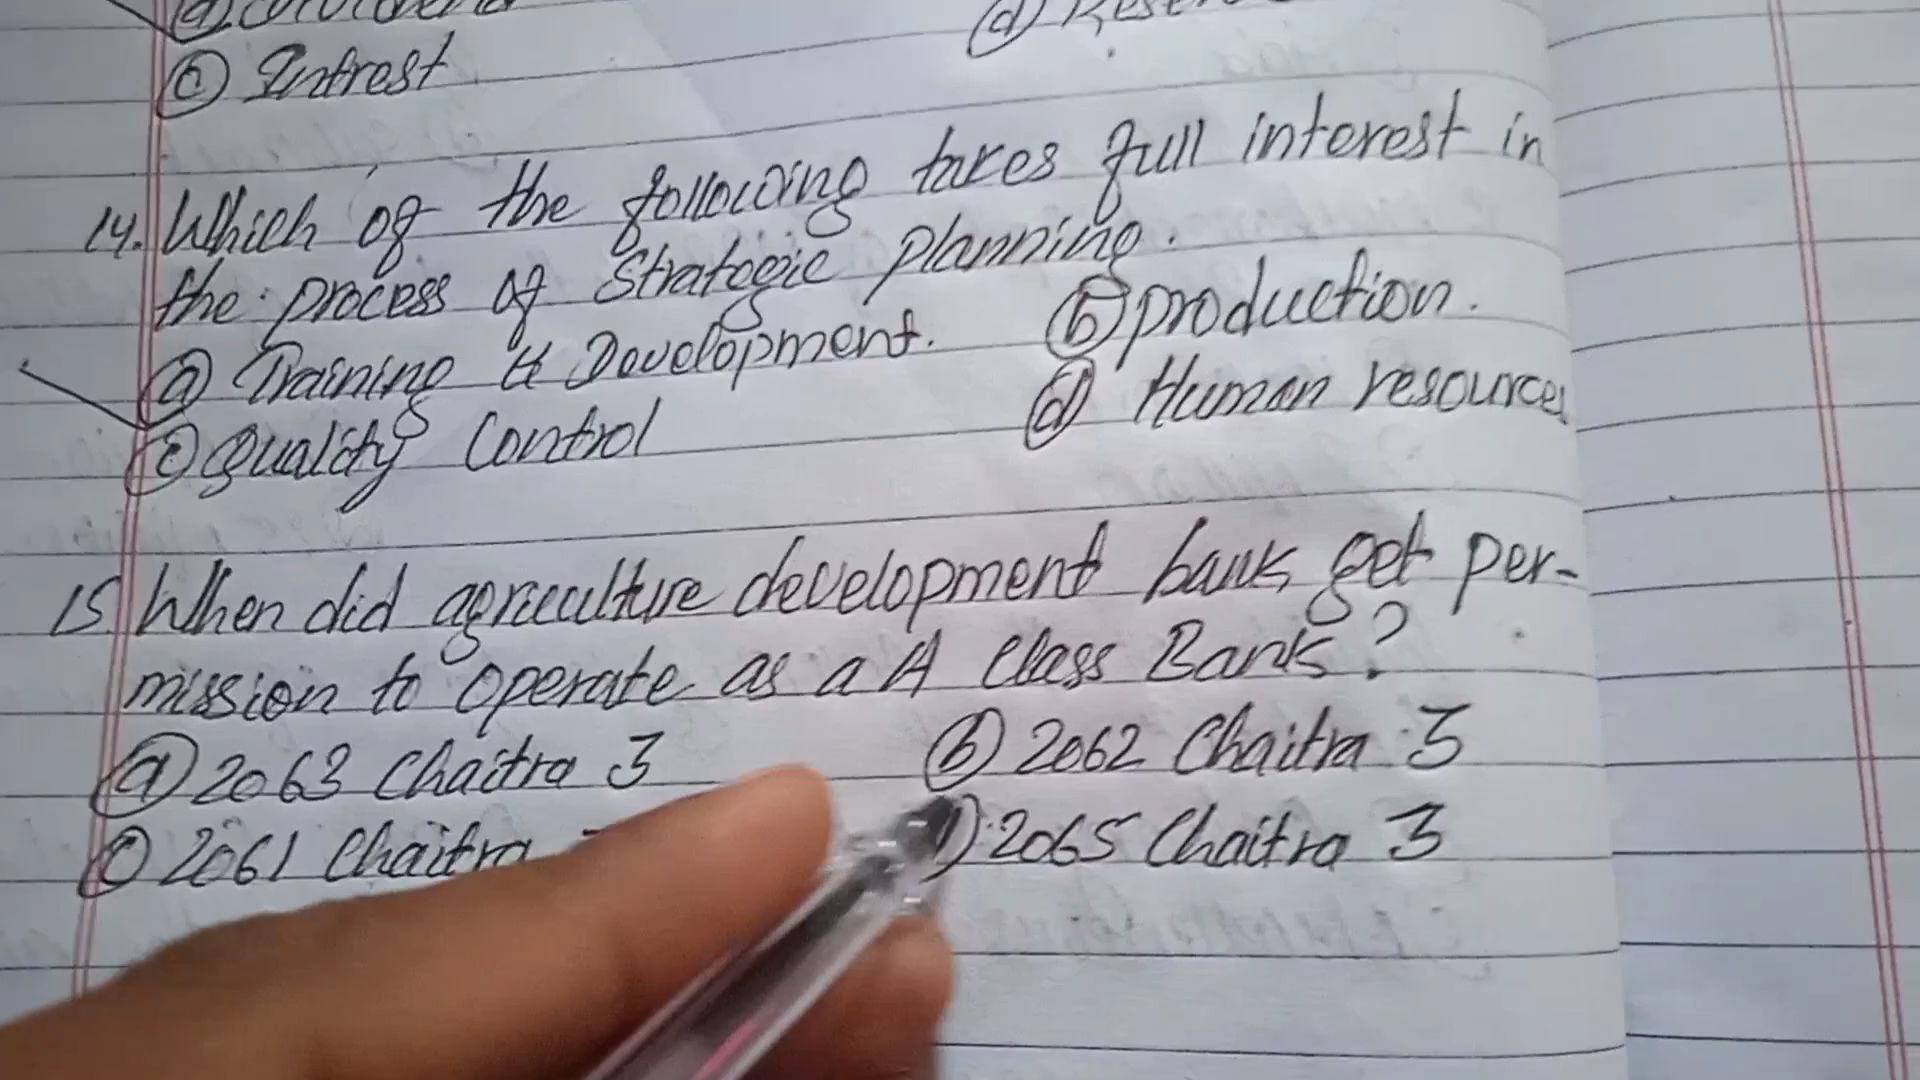 (c) Intrest
14. Which of the following takes full interest in
the process of Strategic planning.
(a) Training & Development. (b) production.
(c) Quality Control (d) Human resources
15 When did agriculture development bank get per-
mission to operate as a A Class Bank?
(a) 2063 Chaitra 3 (b) 2062 Chaitra 3
(c) 2061 Chaitra (d) 2065 Chaitra 3